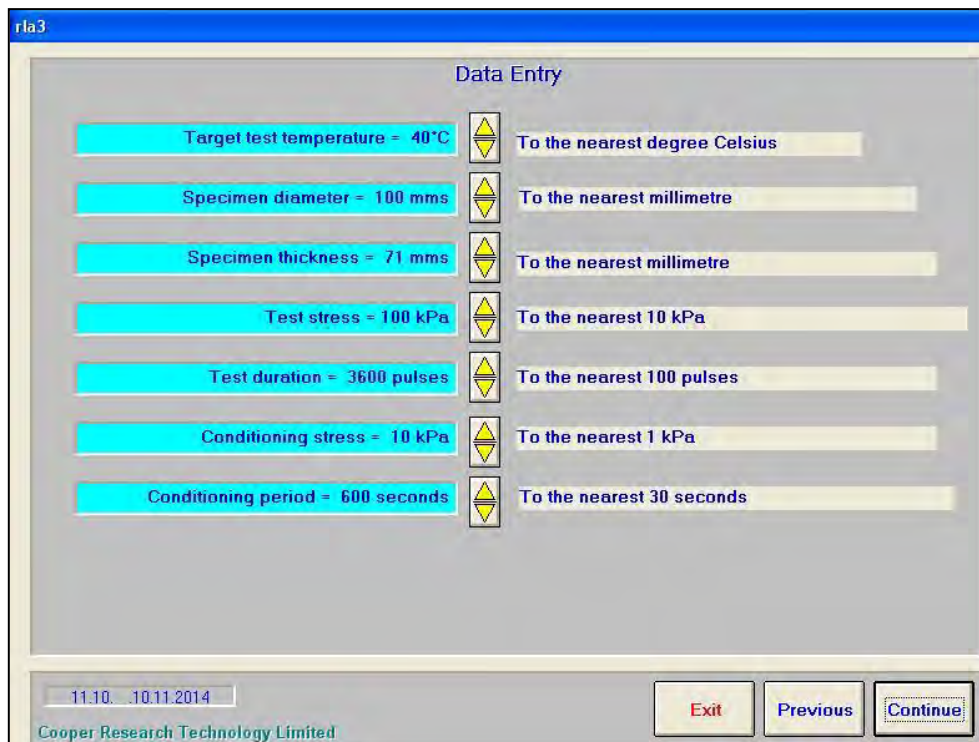 rla3
Data Entry
Target test temperature = 40°C To the nearest degree Celsius
Specimen diameter = 100 mms To the nearest millimetre
Specimen thickness = 71 mms To the nearest millimetre
Test stress = 100 kPa To the nearest 10 kPa
Test duration = 3600 pulses To the nearest 100 pulses
Conditioning stress = 10 kPa To the nearest 1 kPa
Conditioning period = 600 seconds To the nearest 30 seconds
11.10. .10.11.2014
Exit Previous Continue
Cooper Research Technology Limited